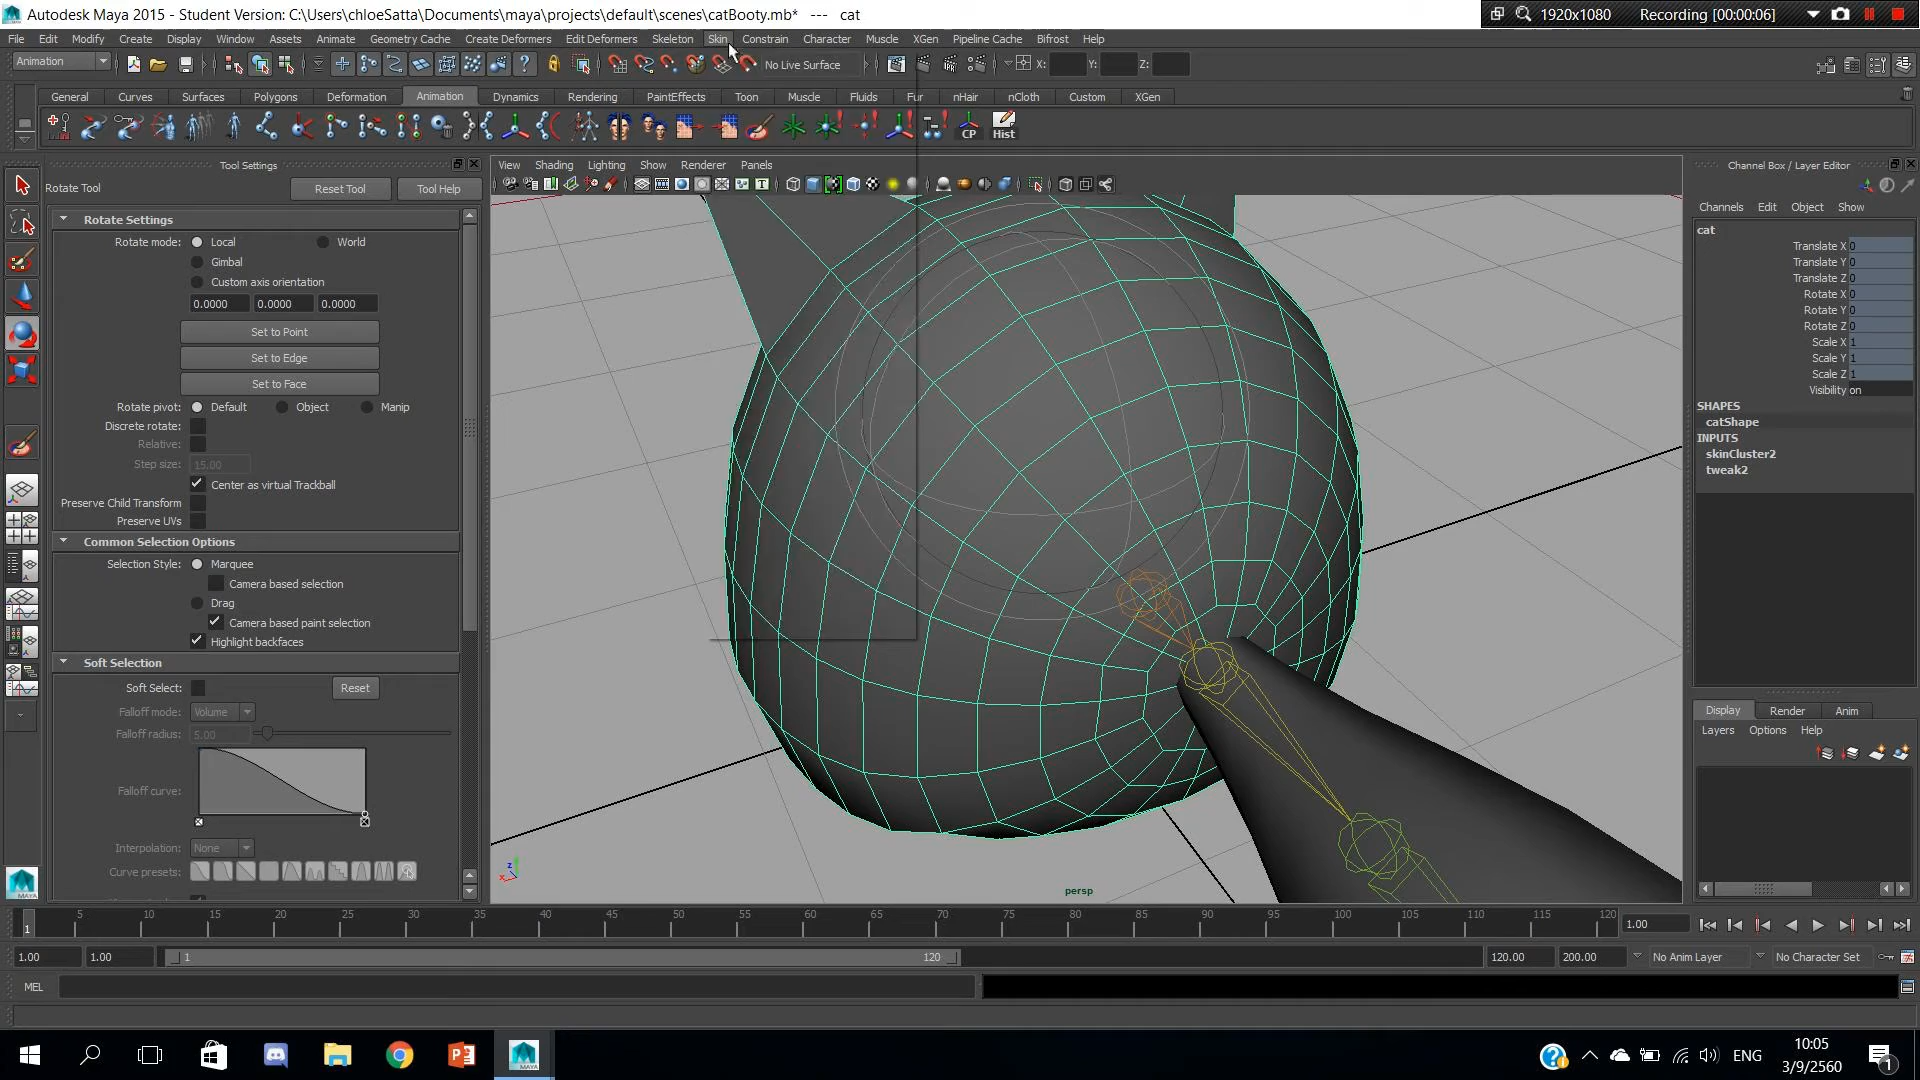 Autodesk Maya 2015 - Student Version: C:\Users\chloeSatta\Documents\maya\projects\default\scenes\catBooty.mb* --- cat
1920x1080 Recording [00:00:06]
File Edit Modify Create Display Window Assets Animate Geometry Cache Create Deformers Edit Deformers Skeleton Skin Constrain Character Muscle XGen Pipeline Cache Bifrost Help
Animation No Live Surface X: Y: Z:
General Curves Surfaces Polygons Deformation Animation Dynamics Rendering PaintEffects Toon Muscle Fluids Fur nHair nCloth Custom XGen
CP Hist
Tool Settings
Rotate Tool Reset Tool Tool Help
Rotate Settings
Rotate mode: Local World
Gimbal
Custom axis orientation
0.0000 0.0000 0.0000
Set to Point
Set to Edge
Set to Face
Rotate pivot: Default Object Manip
Discrete rotate:
Relative:
Step size: 15.00
Center as virtual Trackball
Preserve Child Transform
Preserve UVs
Common Selection Options
Selection Style: Marquee
Camera based selection
Drag
Camera based paint selection
Highlight backfaces
Soft Selection
Soft Select: Reset
Falloff mode: Volume
Falloff radius: 5.00
Falloff curve:
Interpolation: None
Curve presets:
View Shading Lighting Show Renderer Panels
persp
z
x
Channel Box / Layer Editor
Channels Edit Object Show
cat
Translate X 0
Translate Y 0
Translate Z 0
Rotate X 0
Rotate Y 0
Rotate Z 0
Scale X 1
Scale Y 1
Scale Z 1
Visibility on
SHAPES
catShape
INPUTS
skinCluster2
tweak2
Display Render Anim
Layers Options Help
1 5 10 15 20 25 30 35 40 45 50 55 60 65 70 75 80 85 90 95 100 105 110 115 120 1.00
1.00 1.00 1 120 120.00 200.00 No Anim Layer No Character Set
MEL
MAYA
ENG
10:05
3/9/2560
1